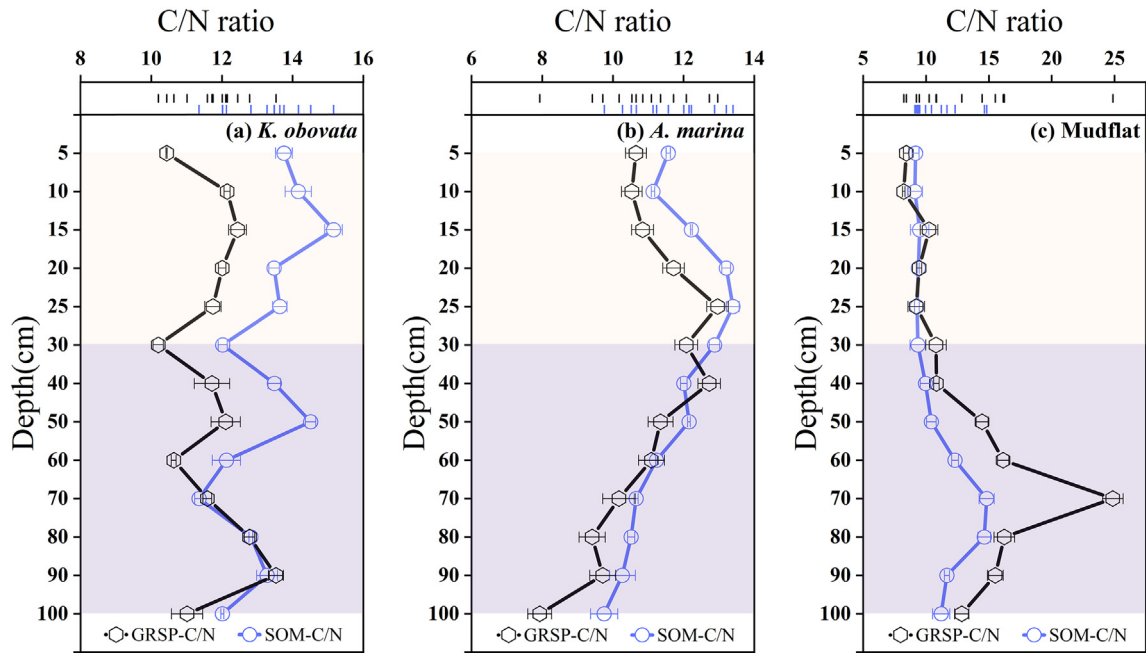 C/N ratio
8 10 12 14 16
(a) K. obovata
5
10
15
20
25
30
40
50
60
70
80
90
100
Depth(cm)
GRSP-C/N SOM-C/N
C/N ratio
6 8 10 12 14
(b) A. marina
5
10
15
20
25
30
40
50
60
70
80
90
100
Depth(cm)
GRSP-C/N SOM-C/N
C/N ratio
5 10 15 20 25
(c) Mudflat
5
10
15
20
25
30
40
50
60
70
80
90
100
Depth(cm)
GRSP-C/N SOM-C/N